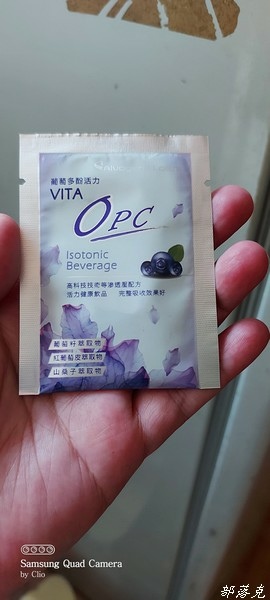 葡萄多酚活力
VITA
OPC
Isotonic
Beverage
高科技技術等滲透壓配方
活力健康飲品 完整吸收效果好
葡萄籽萃取物
紅葡萄皮萃取物
山桑子萃取物
Samsung Quad Camera
by Clio
部落克